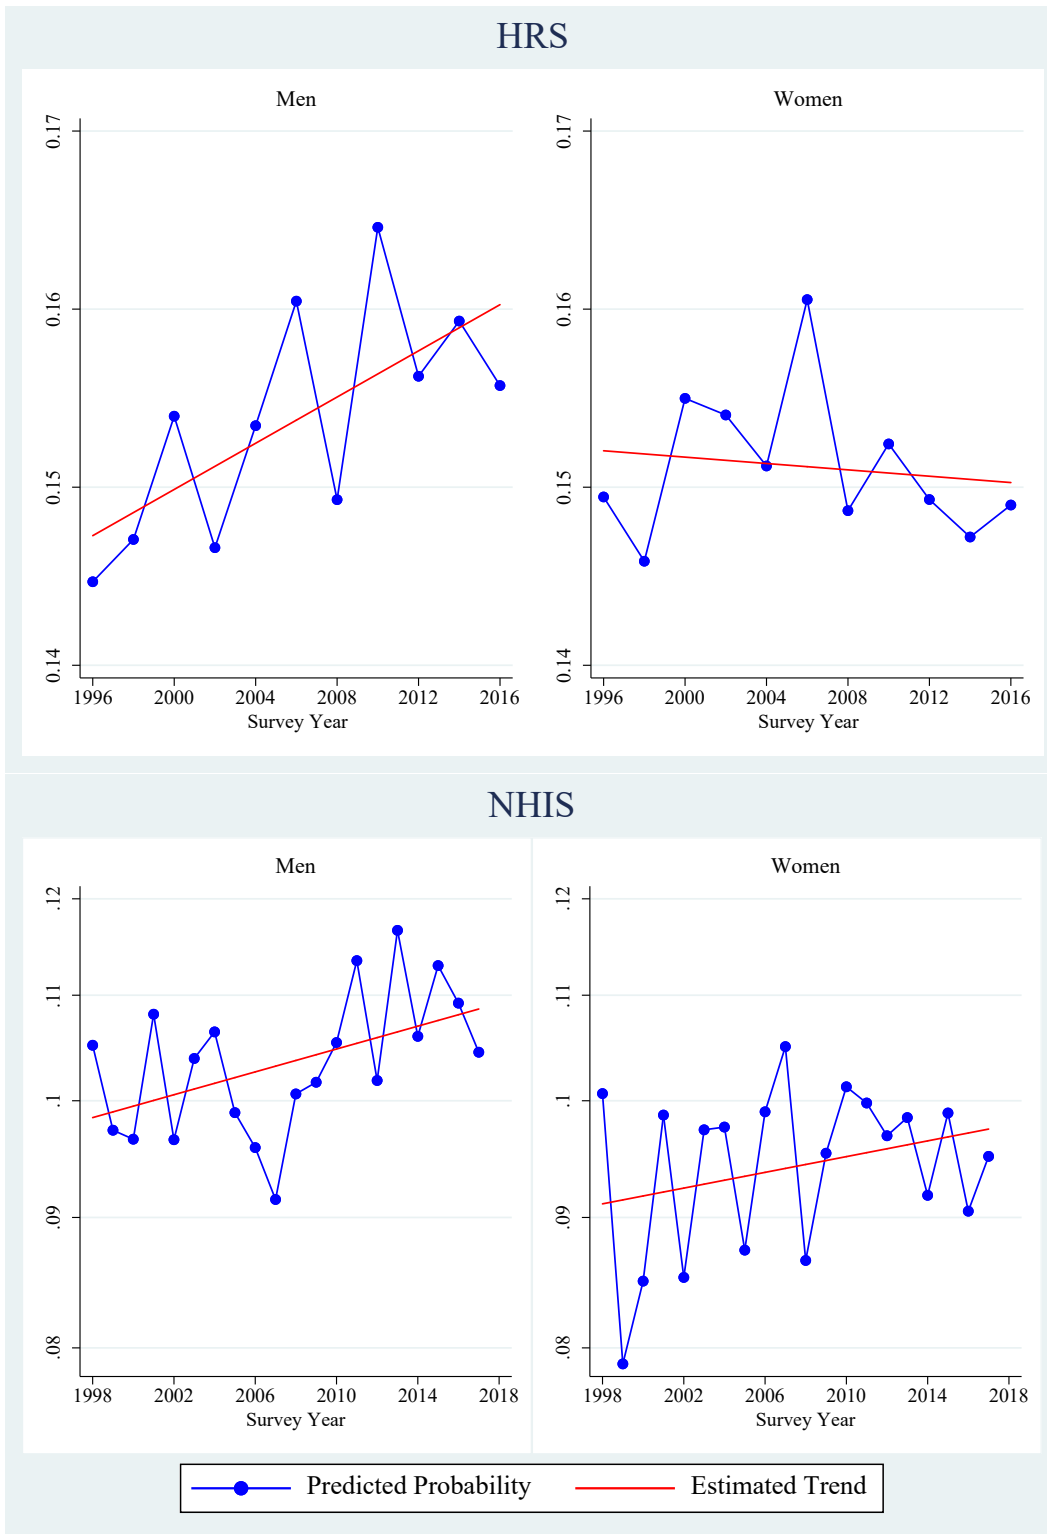 HRS
Men
0.17
0.16
0.15
0.14
1996 2000 2004 2008 2012 2016
Survey Year
Women
0.17
0.16
0.15
0.14
1996 2000 2004 2008 2012 2016
Survey Year
NHIS
Men
.12
.11
.1
.09
.08
1998 2002 2006 2010 2014 2018
Survey Year
Women
.12
.11
.1
.09
.08
1998 2002 2006 2010 2014 2018
Survey Year
Predicted Probability
Estimated Trend